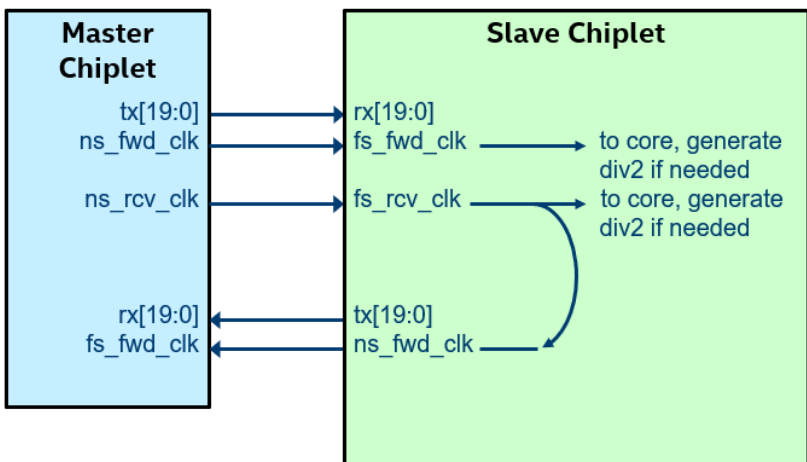 Master
Chiplet
Slave Chiplet
tx[19:0]
rx[19:0]
ns_fwd_clk
fs_fwd_clk
to core, generate
div2 if needed
ns_rcv_clk
fs_rcv_clk
to core, generate
div2 if needed
rx[19:0]
tx[19:0]
fs_fwd_clk
ns_fwd_clk